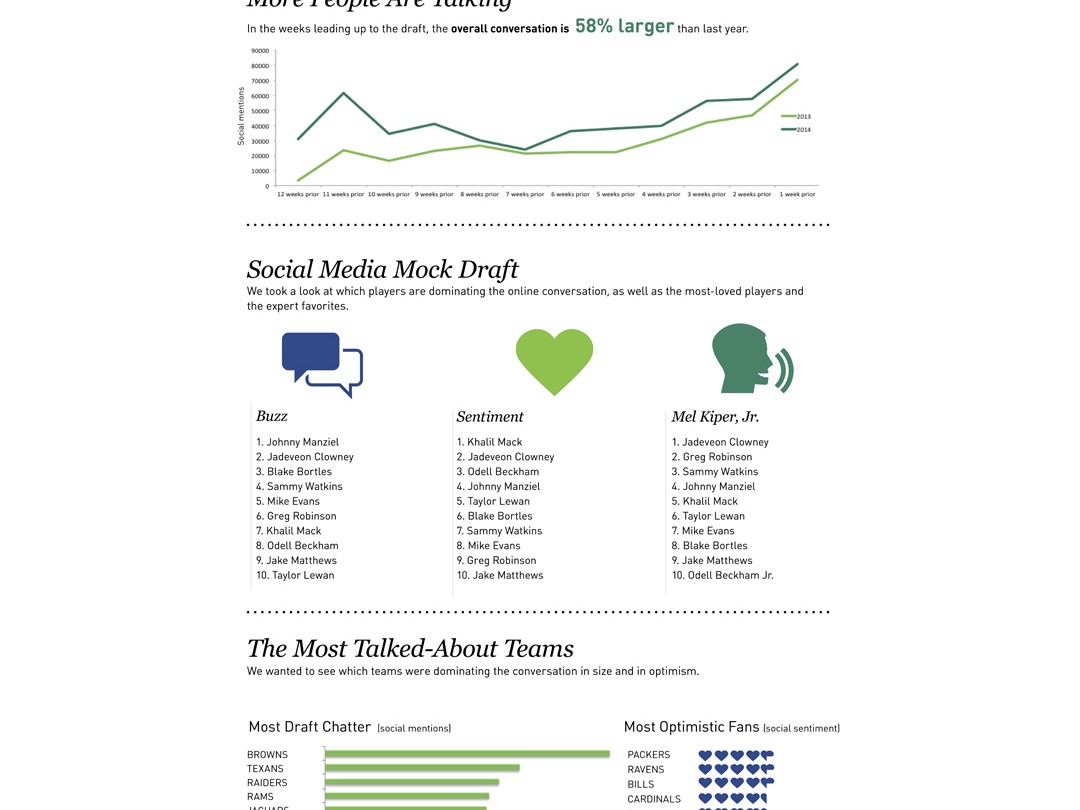 More People Are Talking
In the weeks leading up to the draft, the overall conversation is 58% larger than last year.
90000
80000
70000
60000
50000
40000
30000
20000
10000
0
Social mentions
2013
2014
12 weeks prior 11 weeks prior 10 weeks prior 9 weeks prior 8 weeks prior 7 weeks prior 6 weeks prior 5 weeks prior 4 weeks prior 3 weeks prior 2 weeks prior 1 week prior
Social Media Mock Draft
We took a look at which players are dominating the online conversation, as well as the most-loved players and
the expert favorites.
Buzz
1. Johnny Manziel
2. Jadeveon Clowney
3. Blake Bortles
4. Sammy Watkins
5. Mike Evans
6. Greg Robinson
7. Khalil Mack
8. Odell Beckham
9. Jake Matthews
10. Taylor Lewan
Sentiment
1. Khalil Mack
2. Jadeveon Clowney
3. Odell Beckham
4. Johnny Manziel
5. Taylor Lewan
6. Blake Bortles
7. Sammy Watkins
8. Mike Evans
9. Greg Robinson
10. Jake Matthews
Mel Kiper, Jr.
1. Jadeveon Clowney
2. Greg Robinson
3. Sammy Watkins
4. Johnny Manziel
5. Khalil Mack
6. Taylor Lewan
7. Mike Evans
8. Blake Bortles
9. Jake Matthews
10. Odell Beckham Jr.
The Most Talked-About Teams
We wanted to see which teams were dominating the conversation in size and in optimism.
Most Draft Chatter (social mentions)
BROWNS
TEXANS
RAIDERS
RAMS
JAGUARS
Most Optimistic Fans (social sentiment)
PACKERS
RAVENS
BILLS
CARDINALS